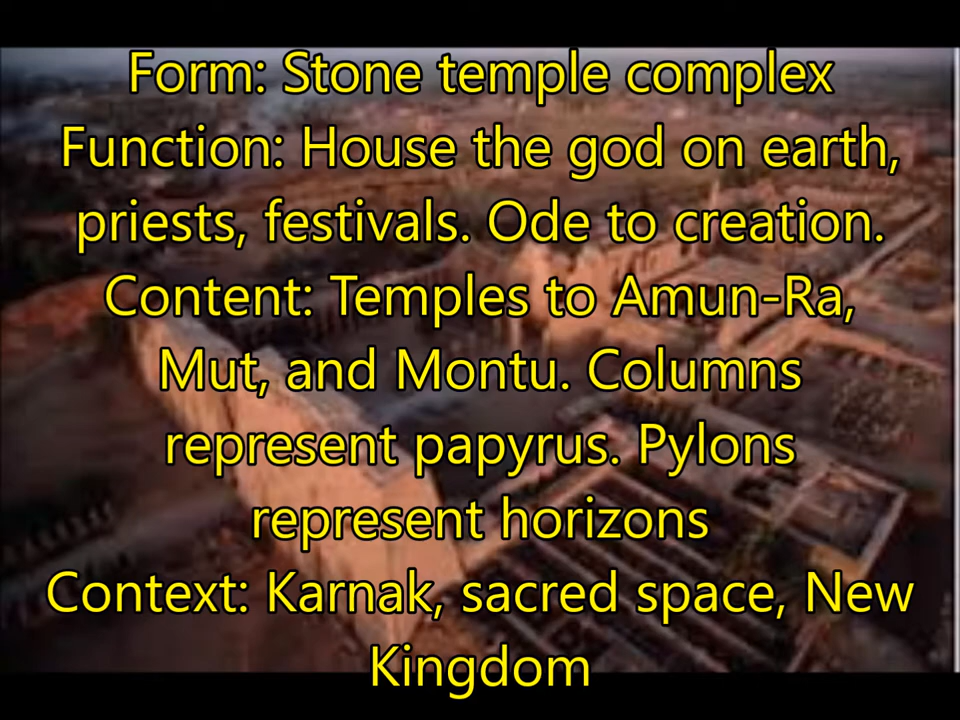 Form: Stone temple complex
Function: House the god on earth,
priests, festivals. Ode to creation.
Content: Temples to Amun-Ra,
Mut, and Montu. Columns
represent papyrus. Pylons
represent horizons
Context: Karnak, sacred space, New
Kingdom